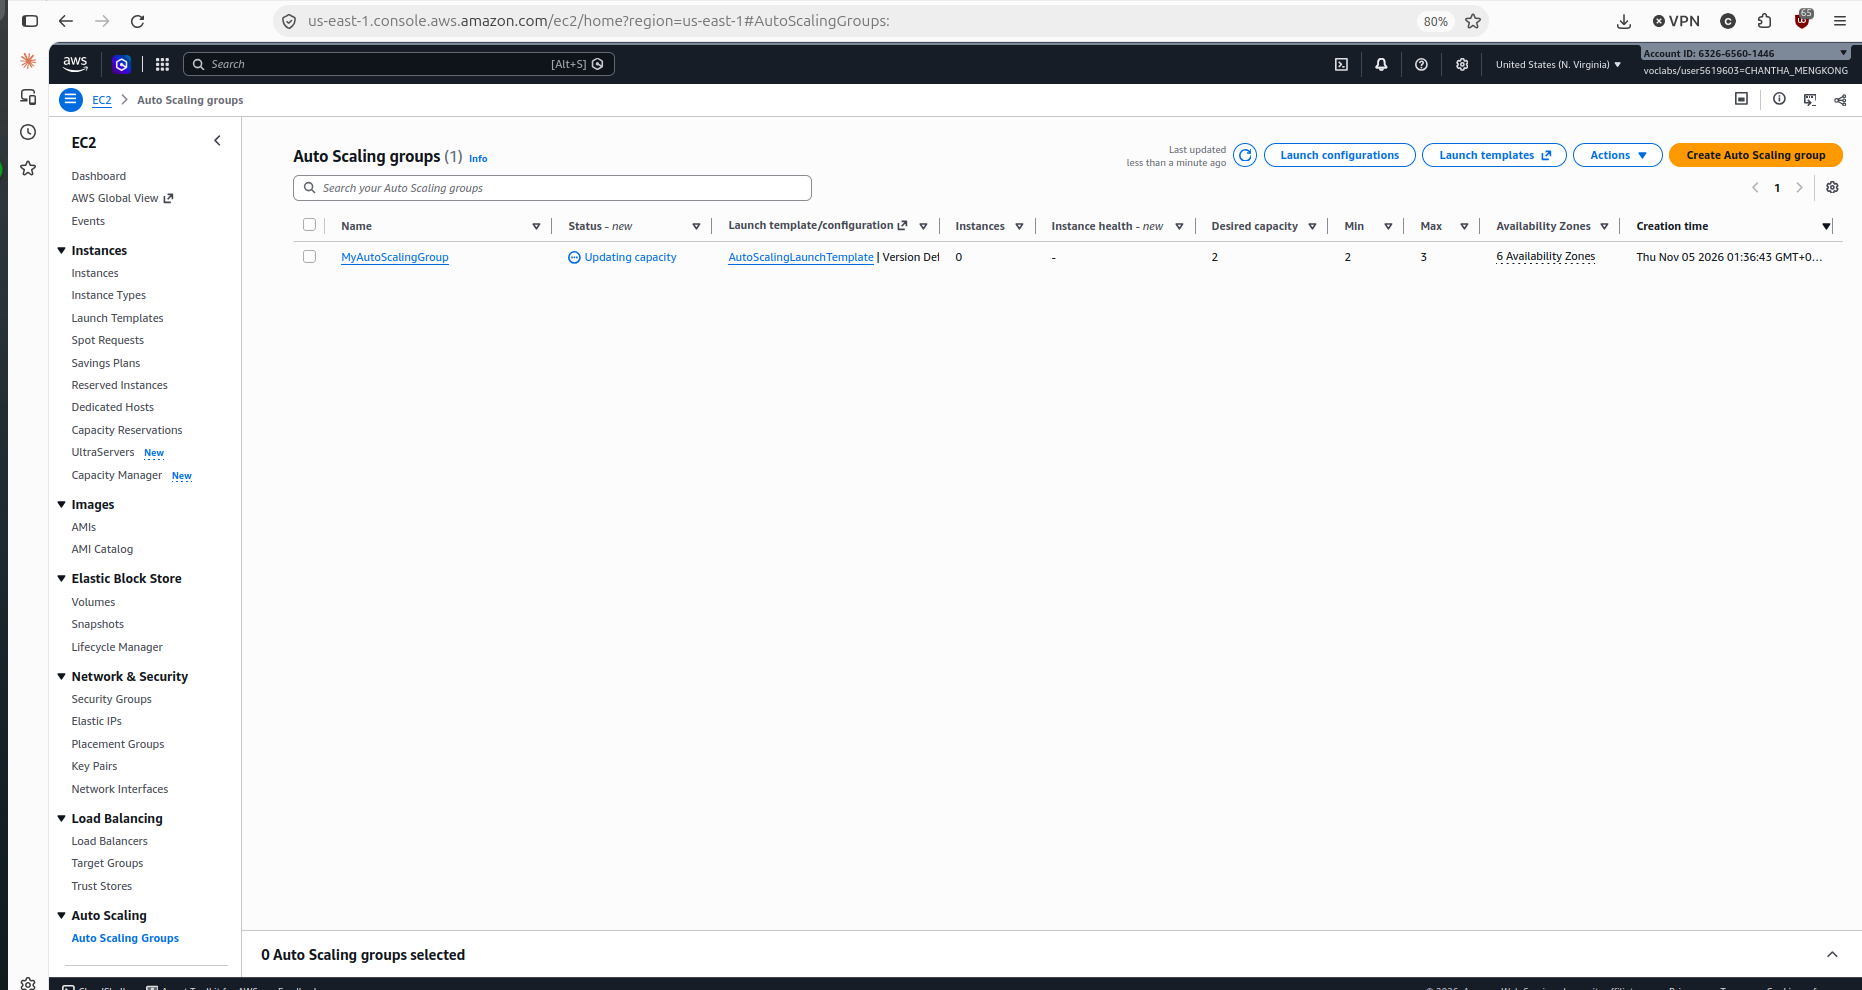 us-east-1.console.aws.amazon.com/ec2/home?region=us-east-1#AutoScalingGroups:
80%
VPN
C
65
aws
Search
[Alt+S]
United States (N. Virginia)
Account ID: 6326-6560-1446
voclabs/user5619603=CHANTHA_MENGKONG
EC2
Auto Scaling groups
EC2
Dashboard
AWS Global View
Events
Instances
Instances
Instance Types
Launch Templates
Spot Requests
Savings Plans
Reserved Instances
Dedicated Hosts
Capacity Reservations
UltraServers New
Capacity Manager New
Images
AMIs
AMI Catalog
Elastic Block Store
Volumes
Snapshots
Lifecycle Manager
Network & Security
Security Groups
Elastic IPs
Placement Groups
Key Pairs
Network Interfaces
Load Balancing
Load Balancers
Target Groups
Trust Stores
Auto Scaling
Auto Scaling Groups
Auto Scaling groups (1) Info
Last updated
less than a minute ago
Launch configurations
Launch templates
Actions
Create Auto Scaling group
Search your Auto Scaling groups
1
Name Status - new Launch template/configuration Instances Instance health - new Desired capacity Min Max Availability Zones Creation time
MyAutoScalingGroup Updating capacity AutoScalingLaunchTemplate | Version Def 0 - 2 2 3 6 Availability Zones Thu Nov 05 2026 01:36:43 GMT+0...
0 Auto Scaling groups selected